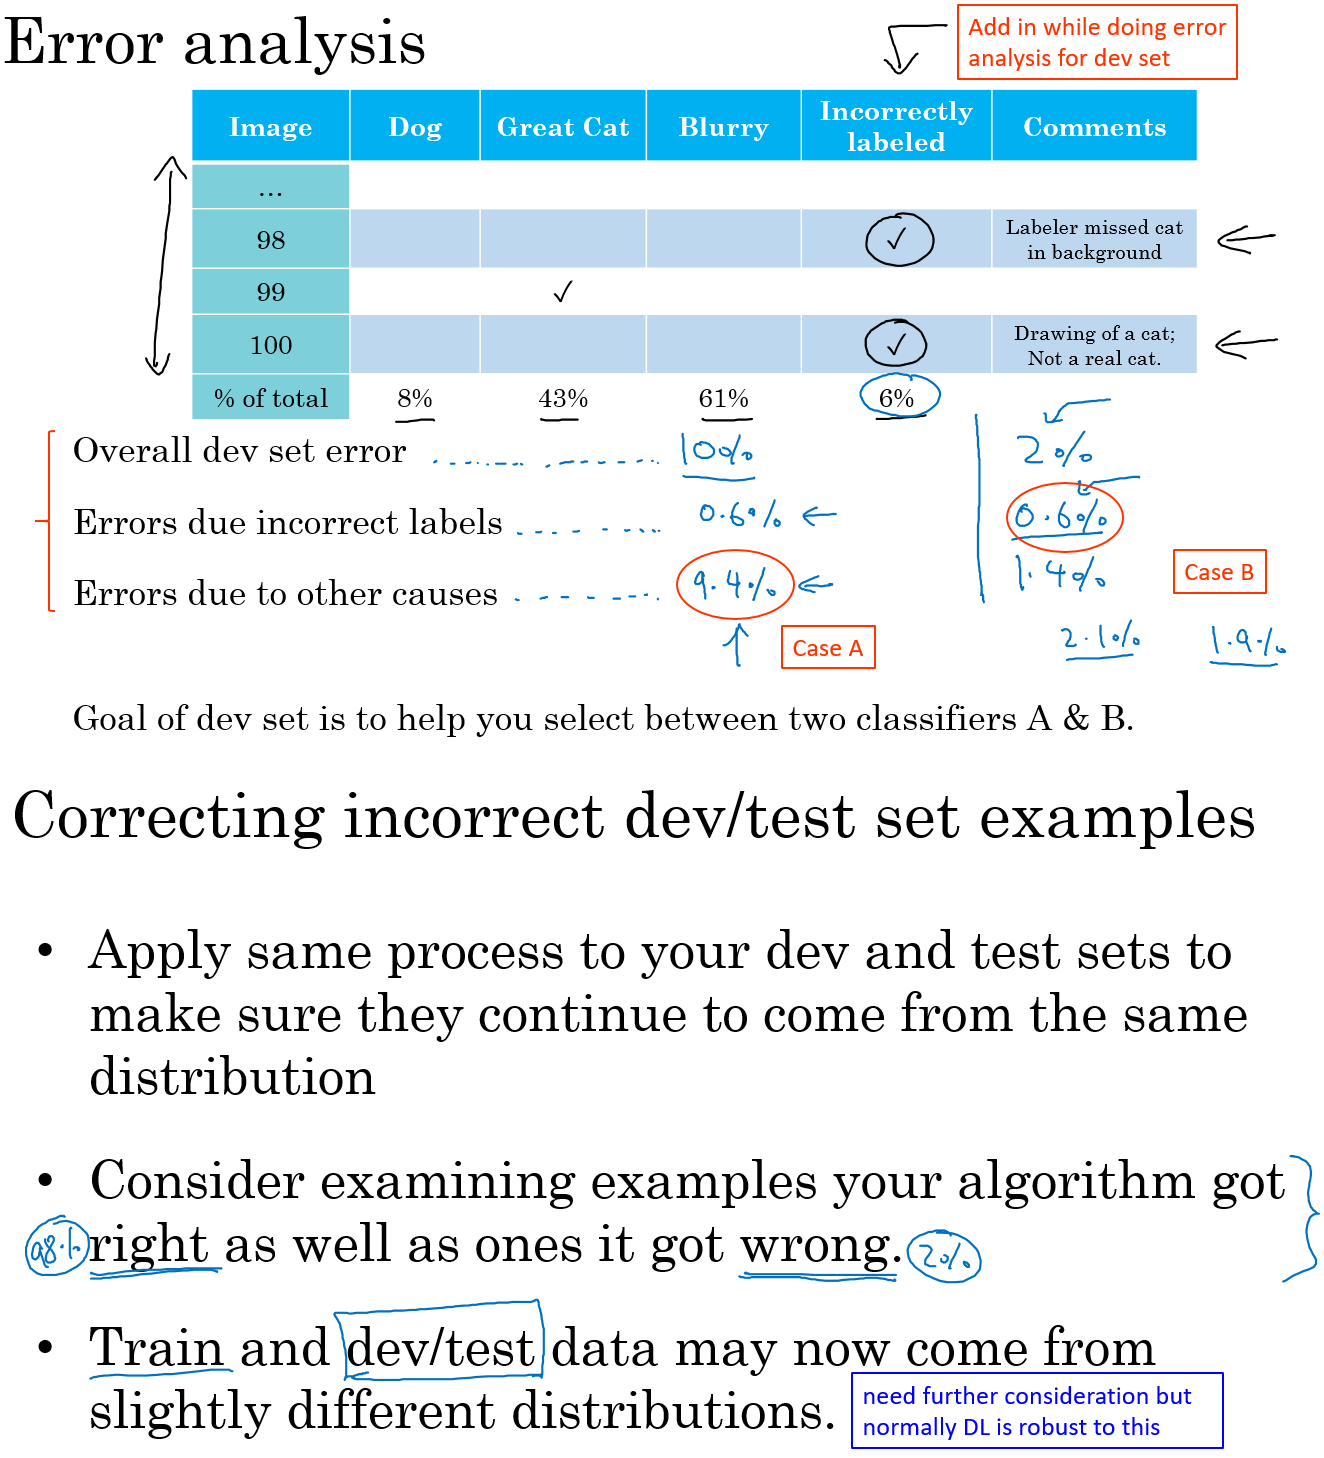 Error analysis
Add in while doing error
analysis for dev set
Image Dog Great Cat Blurry Incorrectly labeled Comments
...
98 ✓ Labeler missed cat in background
99 ✓
100 ✓ Drawing of a cat; Not a real cat.
% of total 8% 43% 61% 6%
Overall dev set error 10% 2%
Errors due incorrect labels 0.6% 0.6%
Errors due to other causes 9.4% 1.4%
Case B
Case A
2.1% 1.9%
Goal of dev set is to help you select between two classifiers A & B.
Correcting incorrect dev/test set examples
• Apply same process to your dev and test sets to
make sure they continue to come from the same
distribution
• Consider examining examples your algorithm got
98% right as well as ones it got wrong. 2%
• Train and dev/test data may now come from
slightly different distributions.
need further consideration but
normally DL is robust to this